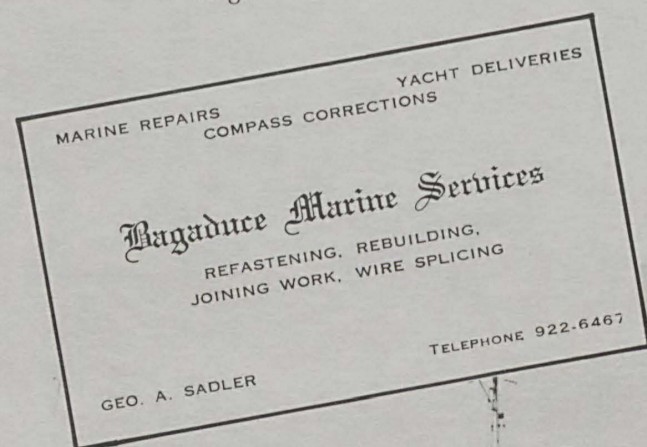 MARINE REPAIRS
YACHT DELIVERIES
COMPASS CORRECTIONS
Bagaduce Marine Services
REFASTENING, REBUILDING,
JOINING WORK, WIRE SPLICING
GEO. A. SADLER
TELEPHONE 922-6467